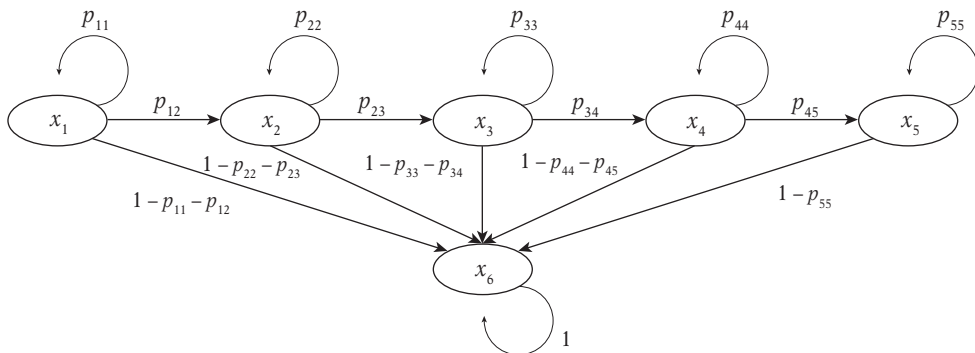 p₁₁ p₂₂ p₃₃ p₄₄ p₅₅
x₁ p₁₂ x₂ p₂₃ x₃ p₃₄ x₄ p₄₅ x₅
1 – p₂₂ – p₂₃ 1 – p₃₃ – p₃₄ 1 – p₄₄ – p₄₅
1 – p₁₁ – p₁₂ 1 – p₅₅
x₆
1